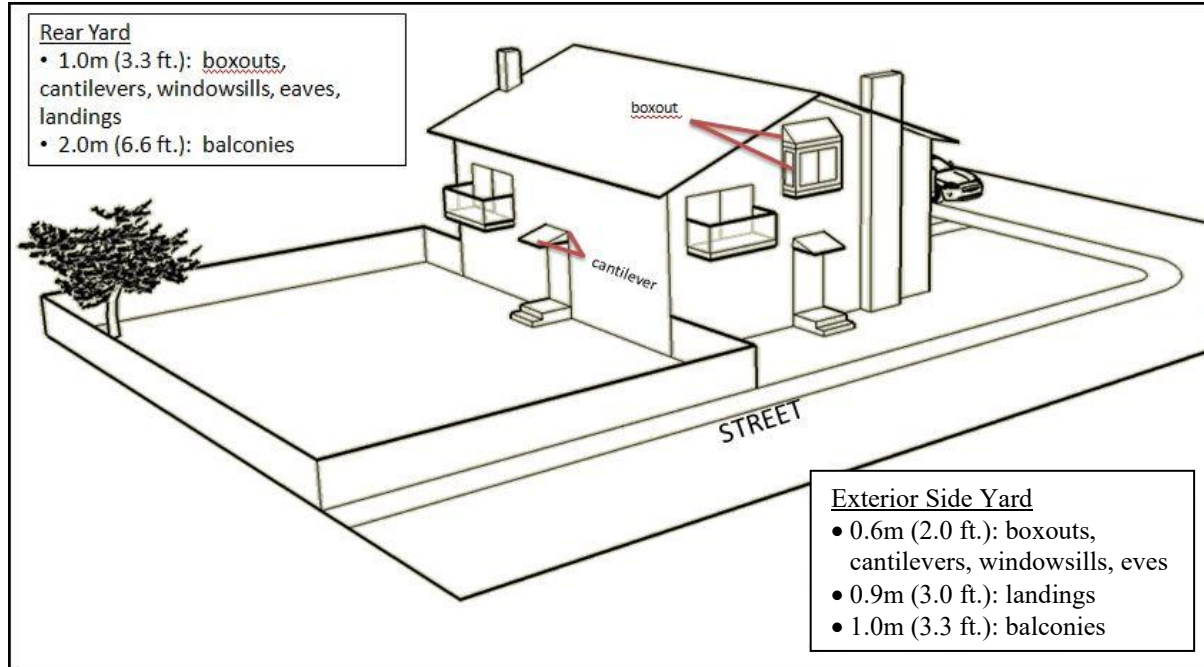 Rear Yard
• 1.0m (3.3 ft.): boxouts,
cantilevers, windowsills, eaves,
landings
• 2.0m (6.6 ft.): balconies
boxout
cantilever
STREET
Exterior Side Yard
• 0.6m (2.0 ft.): boxouts,
cantilevers, windowsills, eves
• 0.9m (3.0 ft.): landings
• 1.0m (3.3 ft.): balconies